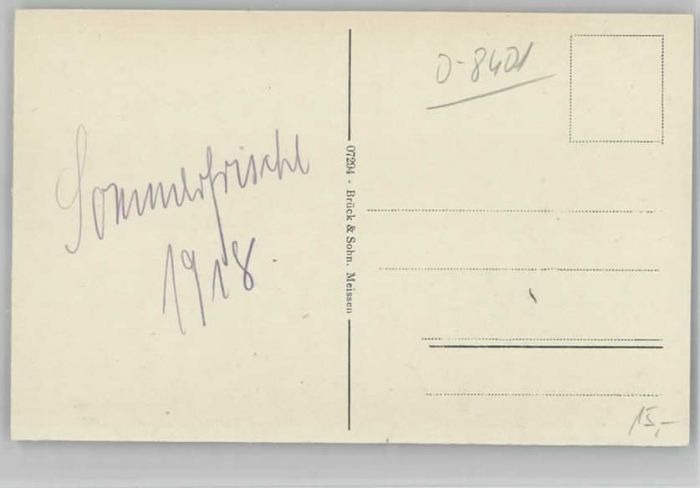 Sommerfrische
1918.
07294 - Brück & Sohn. Meissen
O-8401
15,-